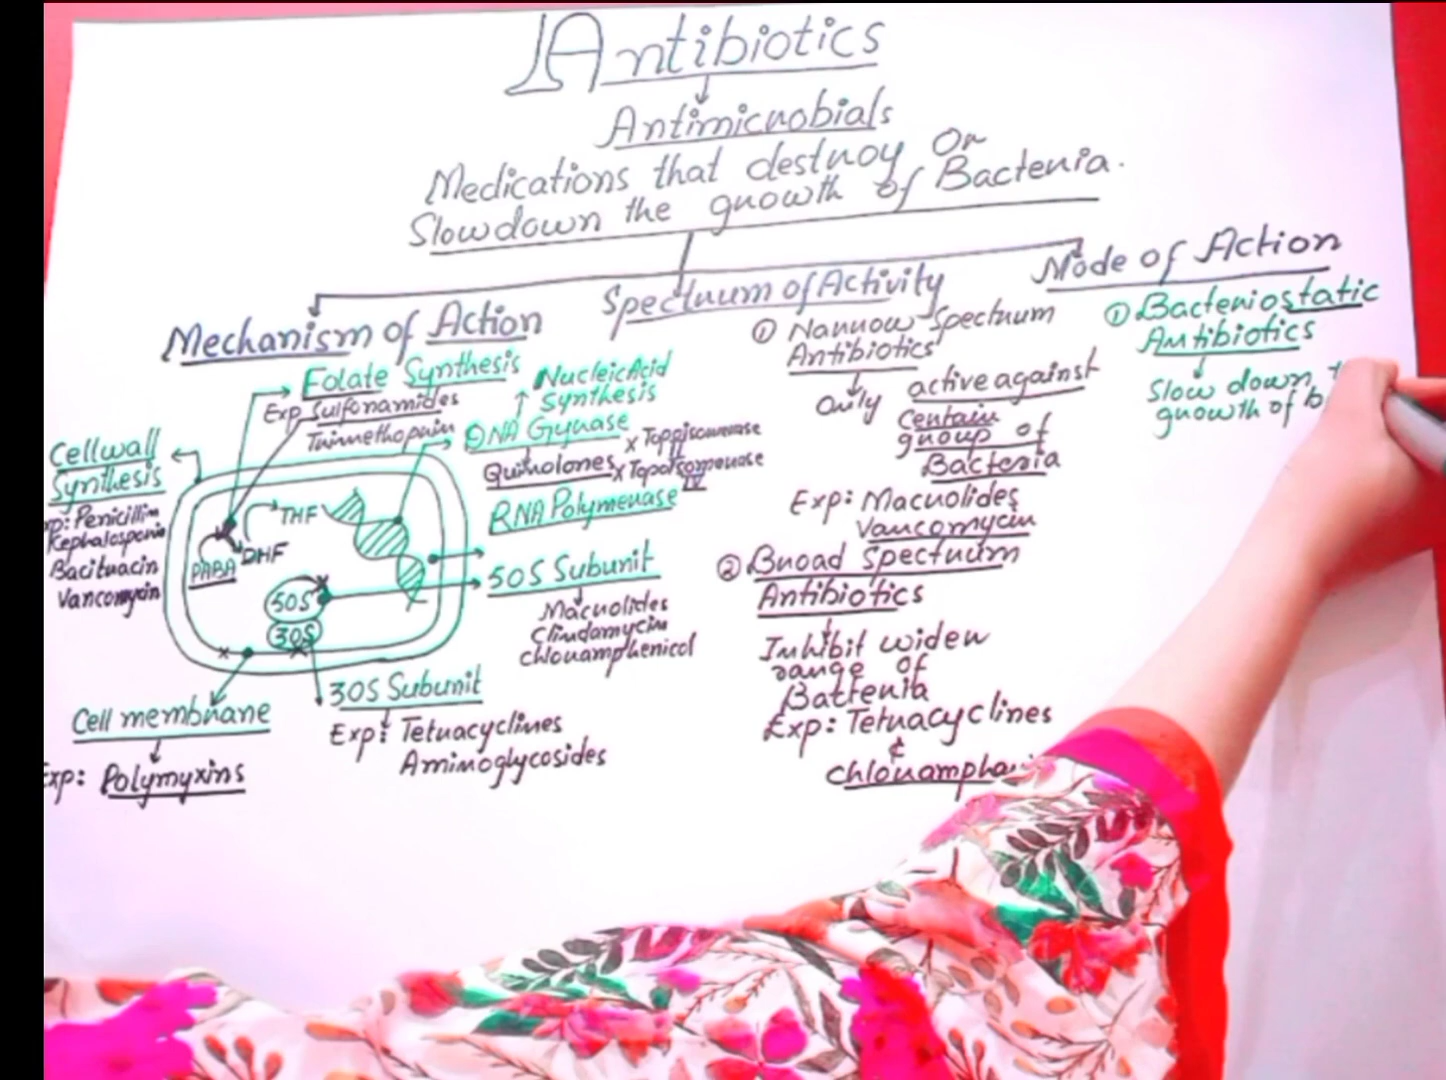 Antibiotics
Antimicrobials
Medications that destroy or
Slowdown the growth of Bacteria.
Mechanism of Action
Spectrum of Activity
Mode of Action
Folate Synthesis
Exp Sulfonamides
Trimethoprim
Nucleic Acid
Synthesis
DNA Gyrase
Quinolones
x Topoisomerase
II
x Topoisomerase
IV
RNA Polymerase
Cellwall
Synthesis
Exp: Penicillin
Cephalosporin
Bacitracin
Vancomycin
THF
DHF
PABA
50S
30S
50S Subunit
Macrolides
Clindamycin
Chloramphenicol
30S Subunit
Exp: Tetracyclines
Aminoglycosides
Cell membrane
Exp: Polymyxins
① Narrow Spectrum
Antibiotics
Only active against
Certain
group of
Bacteria
Exp: Macrolides
Vancomycin
② Broad Spectrum
Antibiotics
Inhibit wider
range of
Bacteria
Exp: Tetracyclines
&
① Bacteriostatic
Antibiotics
Slow down
growth of b